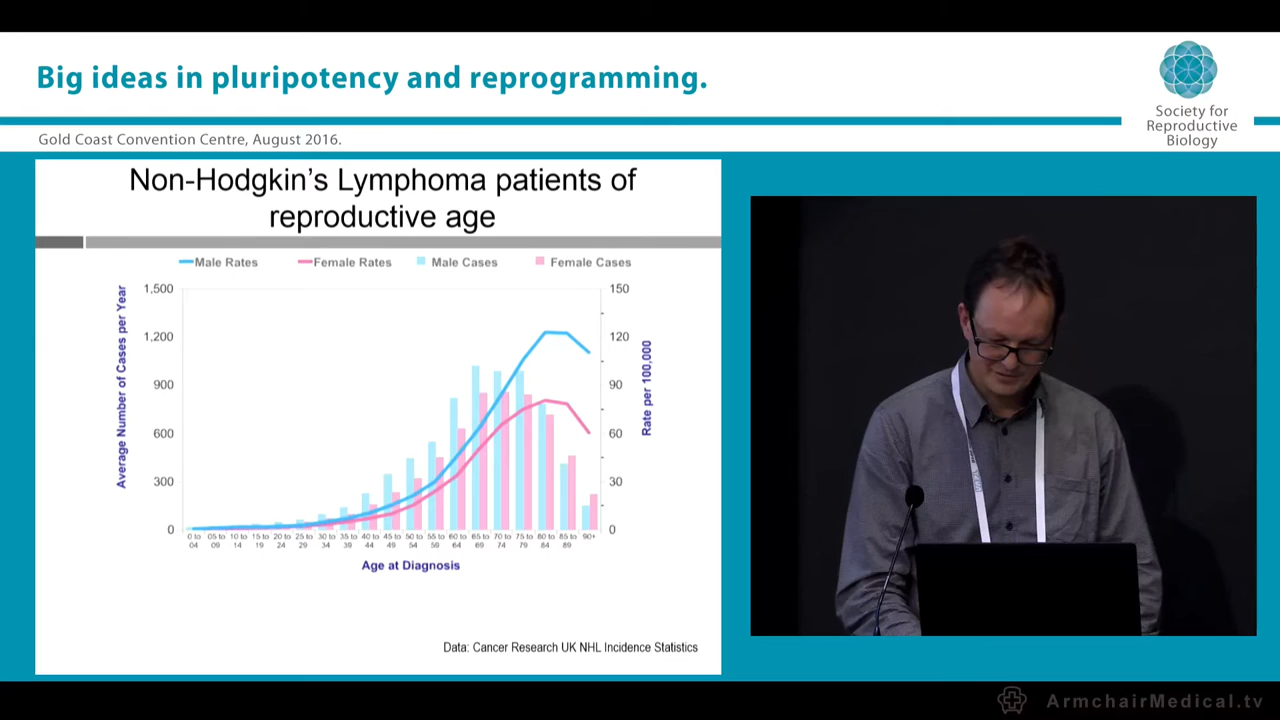 Big ideas in pluripotency and reprogramming.
Society for
Reproductive
Biology
Gold Coast Convention Centre, August 2016.
Non-Hodgkin's Lymphoma patients of
reproductive age
Male Rates Female Rates Male Cases Female Cases
Average Number of Cases per Year
1,500
1,200
900
600
300
0
150
120
90
60
30
0
Rate per 100,000
0 to 05 to 10 to 15 to 20 to 25 to 30 to 35 to 40 to 45 to 50 to 55 to 60 to 65 to 70 to 75 to 80 to 85 to 90+
04 09 14 19 24 29 34 39 44 49 54 59 64 69 74 79 84 89
Age at Diagnosis
Data: Cancer Research UK NHL Incidence Statistics
ArmchairMedical.tv